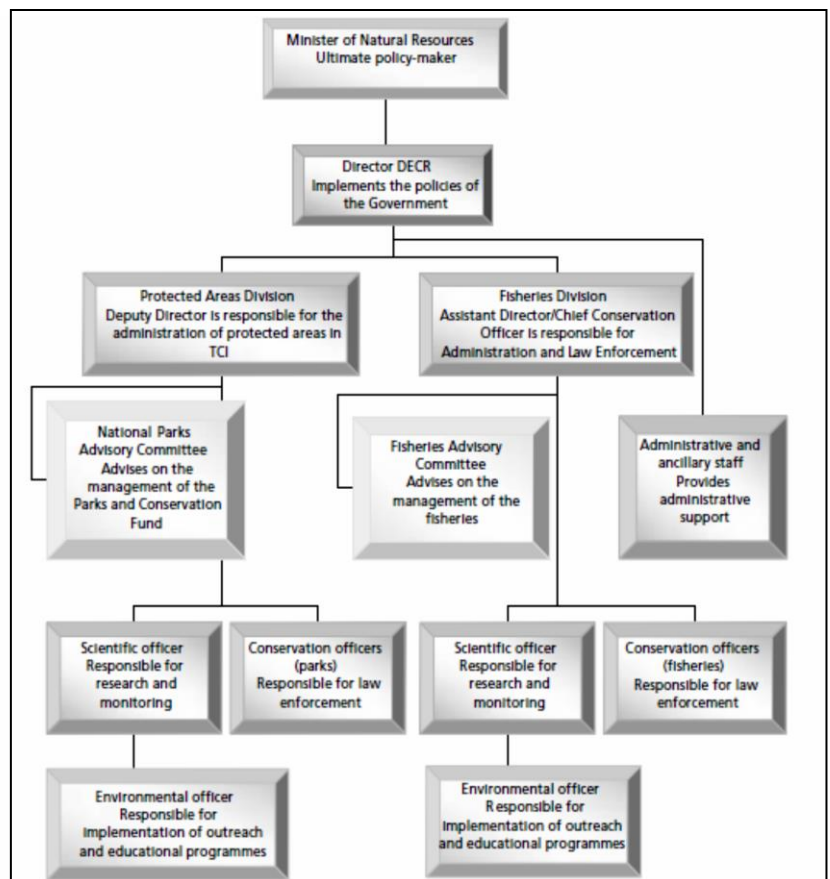 Minister of Natural Resources
Ultimate policy-maker
Director DECR
Implements the policies of
the Government
Protected Areas Division
Deputy Director is responsible for the
administration of protected areas in
TCI
Fisheries Division
Assistant Director/Chief Conservation
Officer is responsible for
Administration and Law Enforcement
National Parks
Advisory Committee
Advises on the
management of the
Parks and Conservation
Fund
Fisheries Advisory
Committee
Advises on the
management of the
fisheries
Administrative and
ancillary staff
Provides
administrative
support
Scientific officer
Responsible for
research and
monitoring
Conservation officers
(parks)
Responsible for law
enforcement
Scientific officer
Responsible for
research and
monitoring
Conservation officers
(fisheries)
Responsible for law
enforcement
Environmental officer
Responsible for
implementation of outreach
and educational programmes
Environmental officer
Responsible for
implementation of outreach
and educational programmes